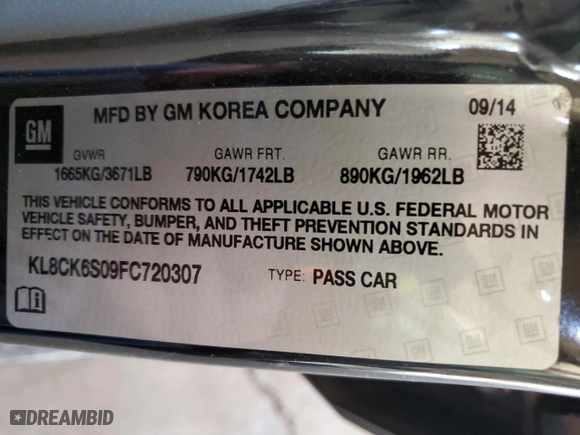 GM
MFD BY GM KOREA COMPANY 09/14
GVWR GAWR FRT. GAWR RR.
1665KG/3671LB 790KG/1742LB 890KG/1962LB
THIS VEHICLE CONFORMS TO ALL APPLICABLE U.S. FEDERAL MOTOR
VEHICLE SAFETY, BUMPER, AND THEFT PREVENTION STANDARDS IN
EFFECT ON THE DATE OF MANUFACTURE SHOWN ABOVE.
KL8CK6S09FC720307 TYPE: PASS CAR
DREAMBID